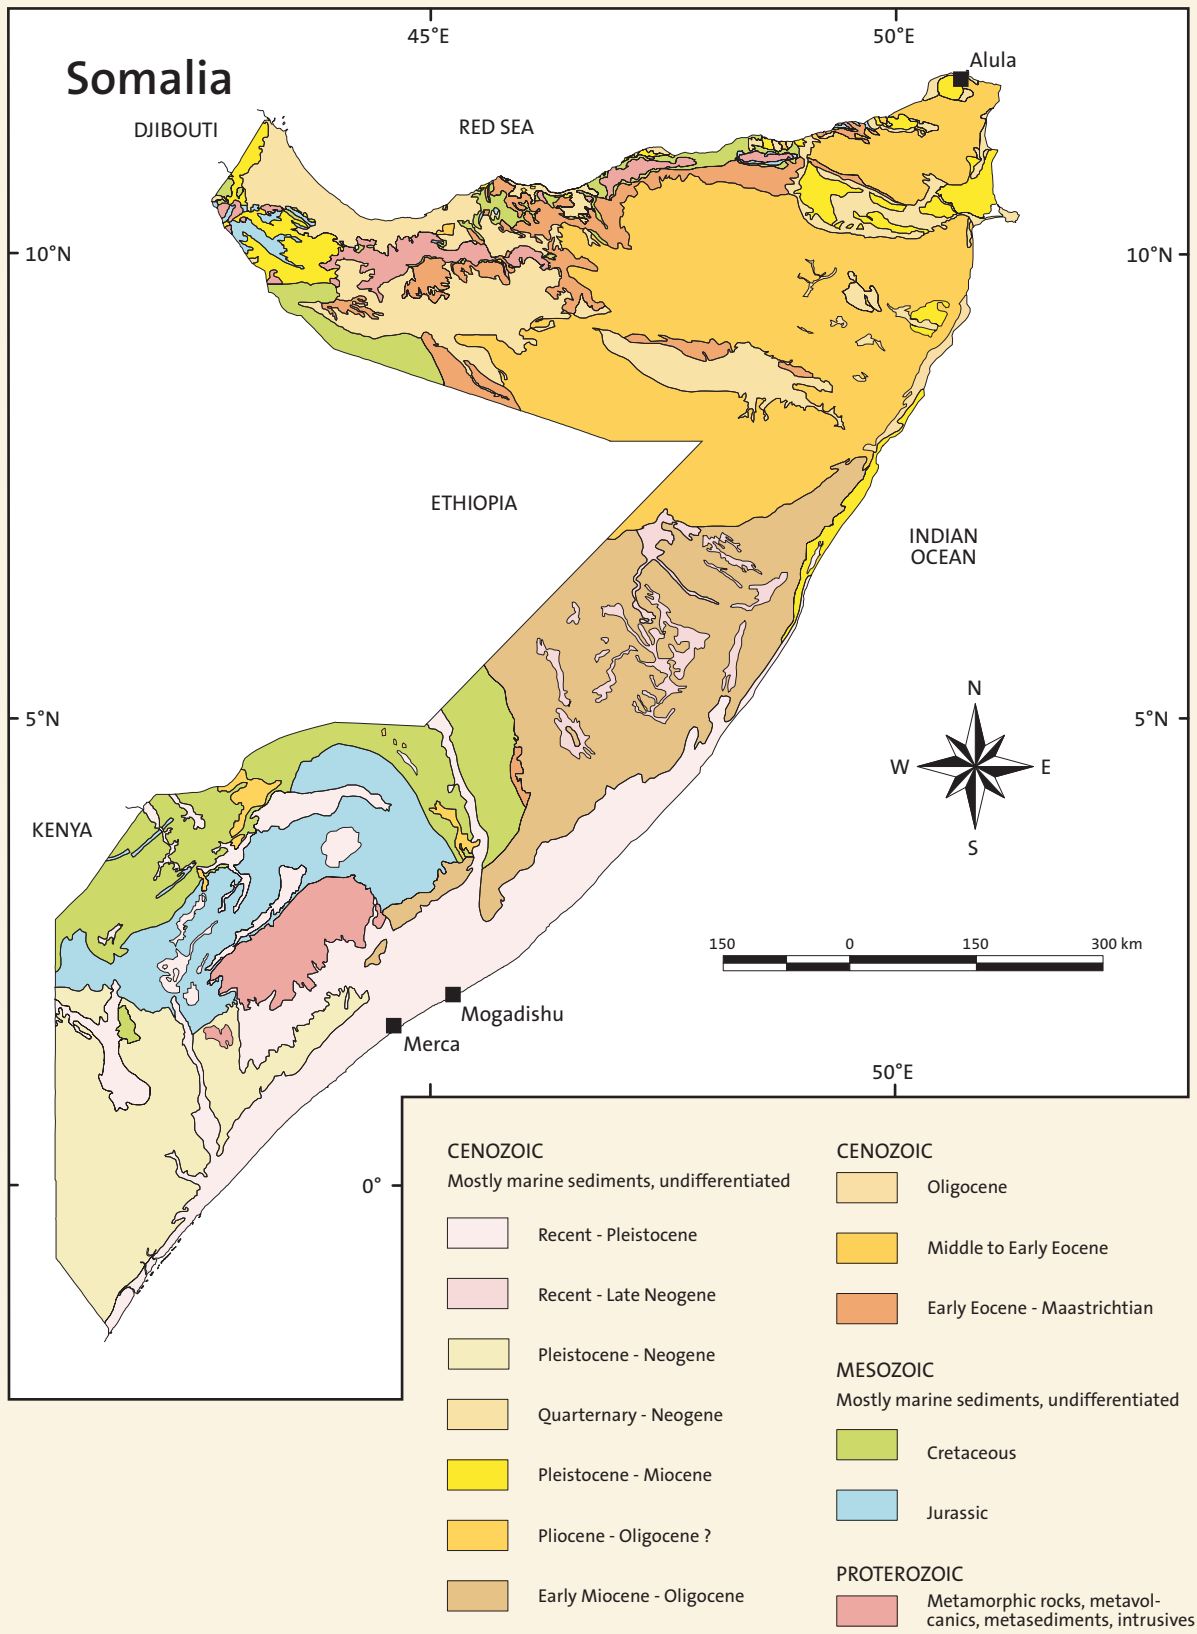 45°E
50°E
Somalia
Alula
DJIBOUTI
RED SEA
10°N
10°N
ETHIOPIA
INDIAN
OCEAN
N
5°N
5°N
W
E
KENYA
S
150
0
150
300 km
Mogadishu
Merca
50°E
0°
CENOZOIC
Mostly marine sediments, undifferentiated
Recent - Pleistocene
Recent - Late Neogene
Pleistocene - Neogene
Quarternary - Neogene
Pleistocene - Miocene
Pliocene - Oligocene ?
Early Miocene - Oligocene
CENOZOIC
Oligocene
Middle to Early Eocene
Early Eocene - Maastrichtian
MESOZOIC
Mostly marine sediments, undifferentiated
Cretaceous
Jurassic
PROTEROZOIC
Metamorphic rocks, metavol-
canics, metasediments, intrusives